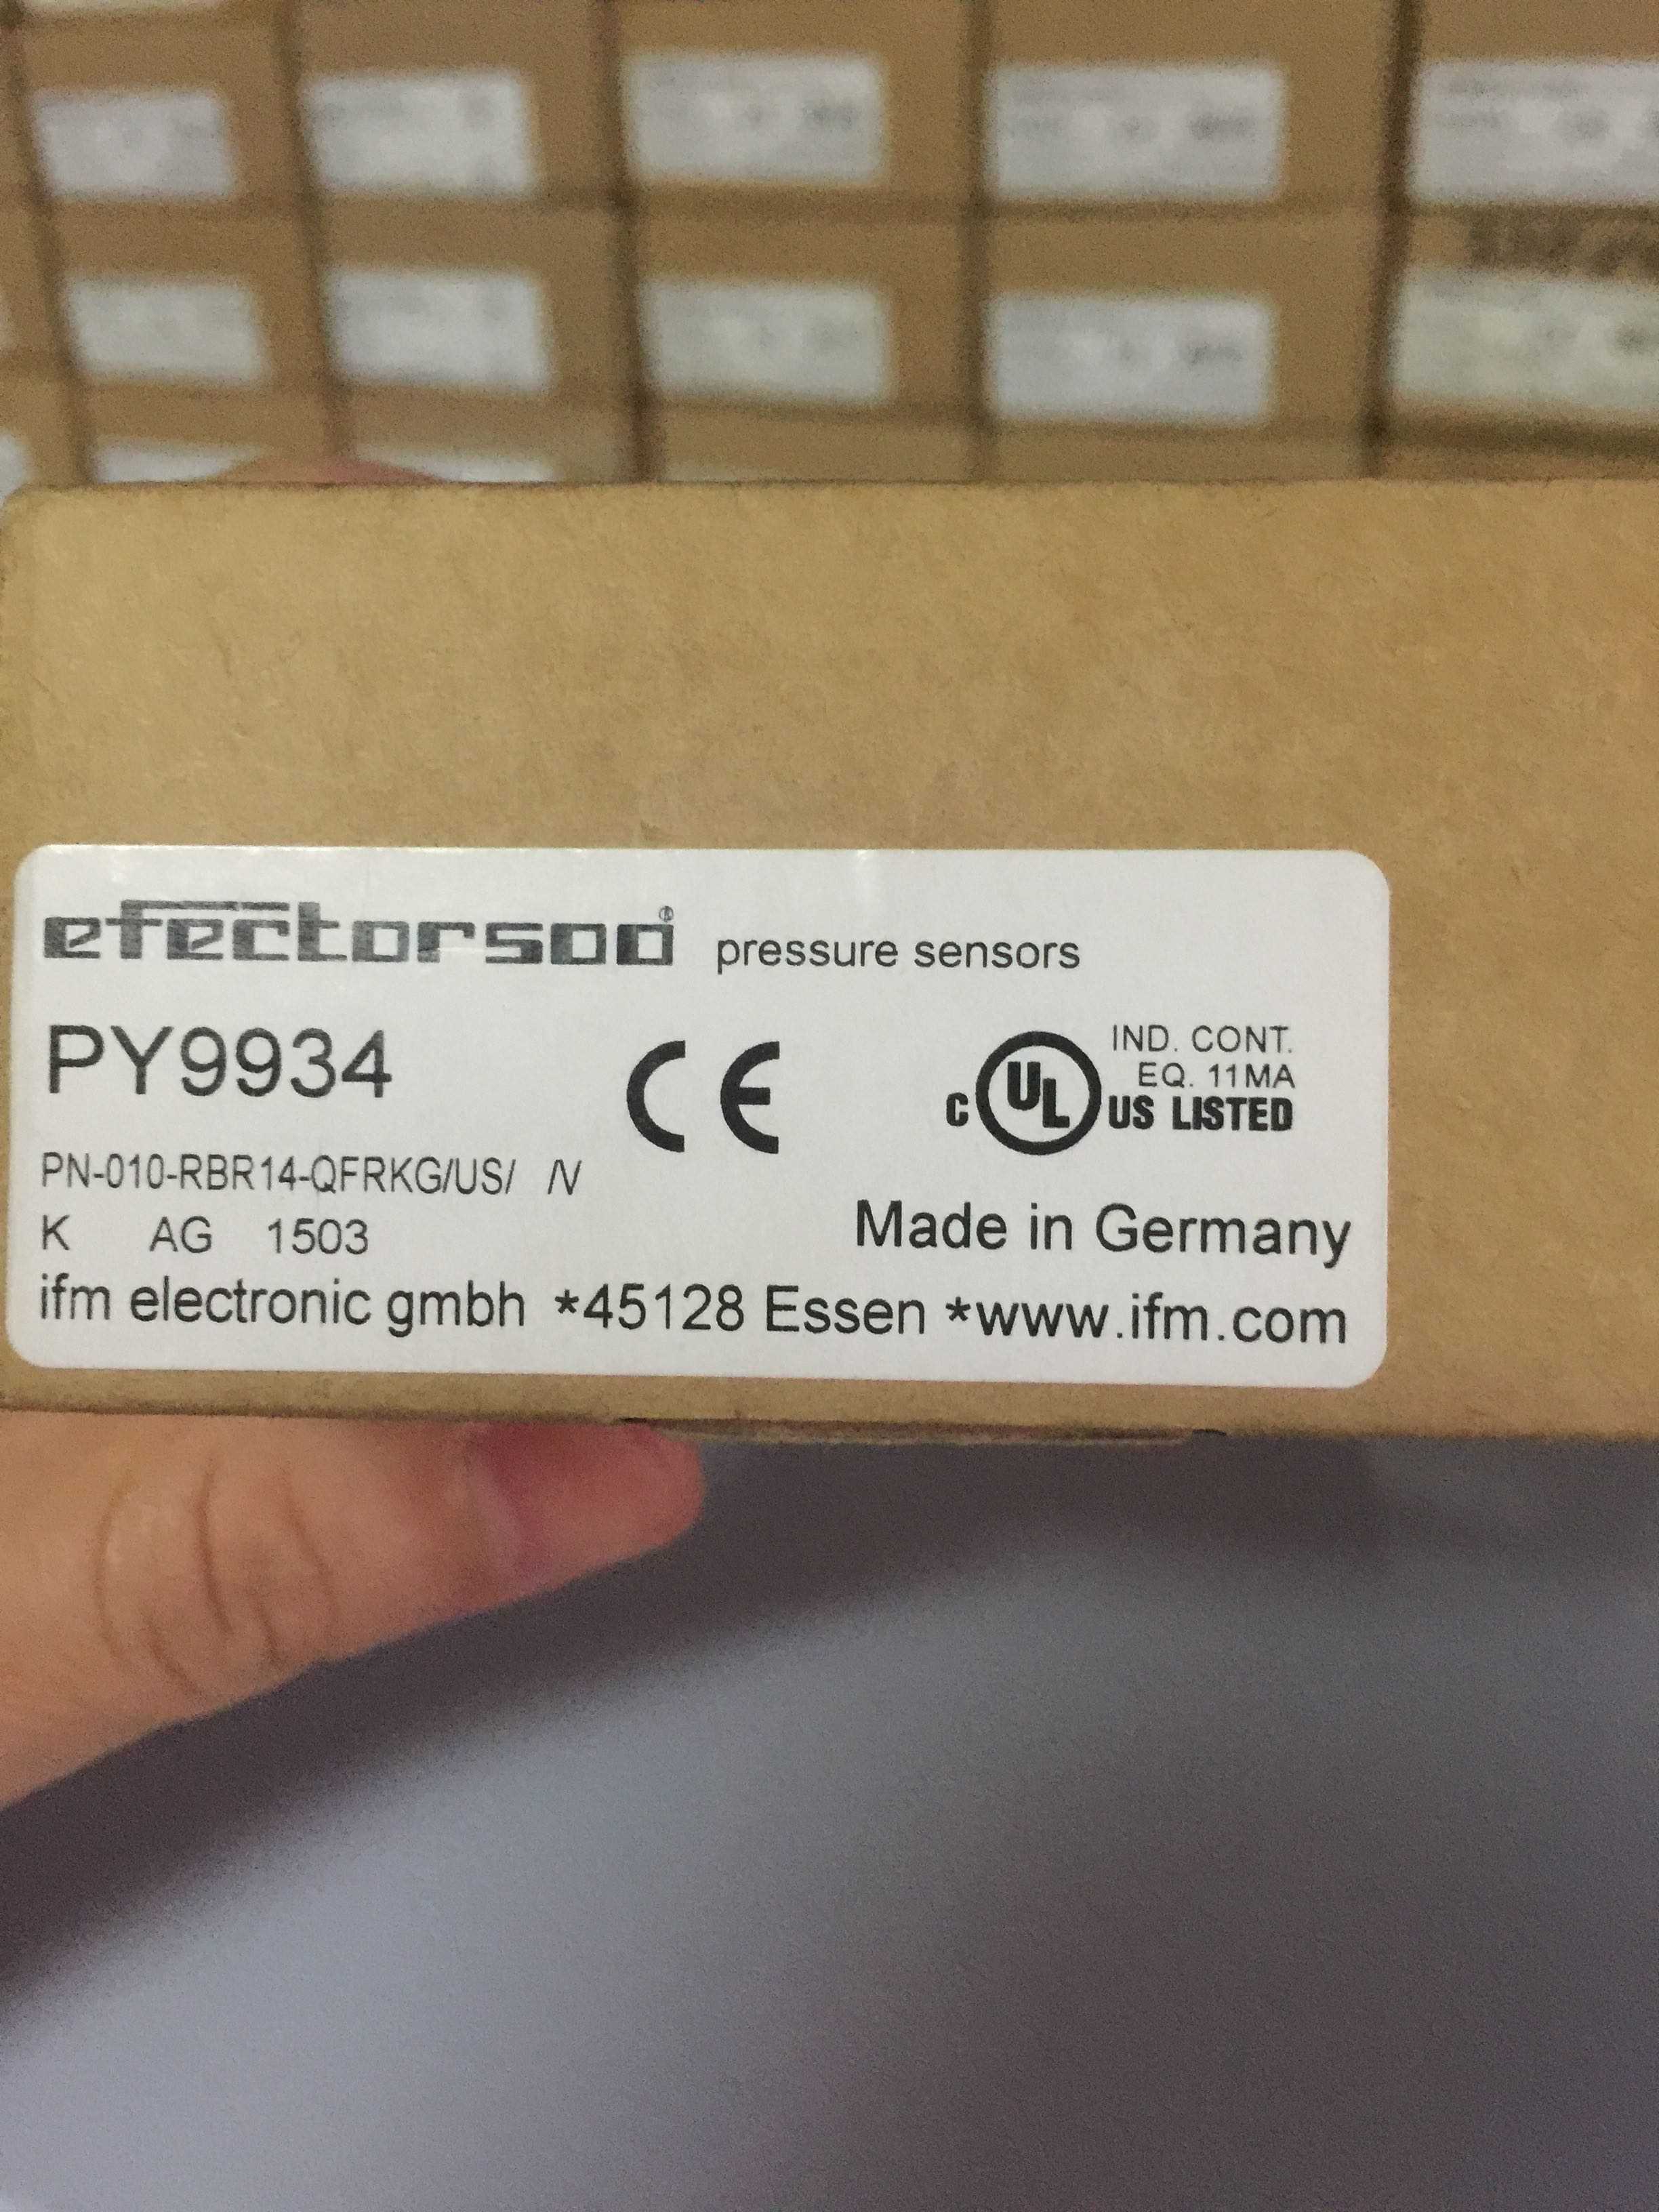 efector500® pressure sensors
PY9934
CE
c UL US LISTED
IND. CONT.
EQ. 11MA
PN-010-RBR14-QFRKG/US/ /V
K AG 1503
Made in Germany
ifm electronic gmbh *45128 Essen *www.ifm.com